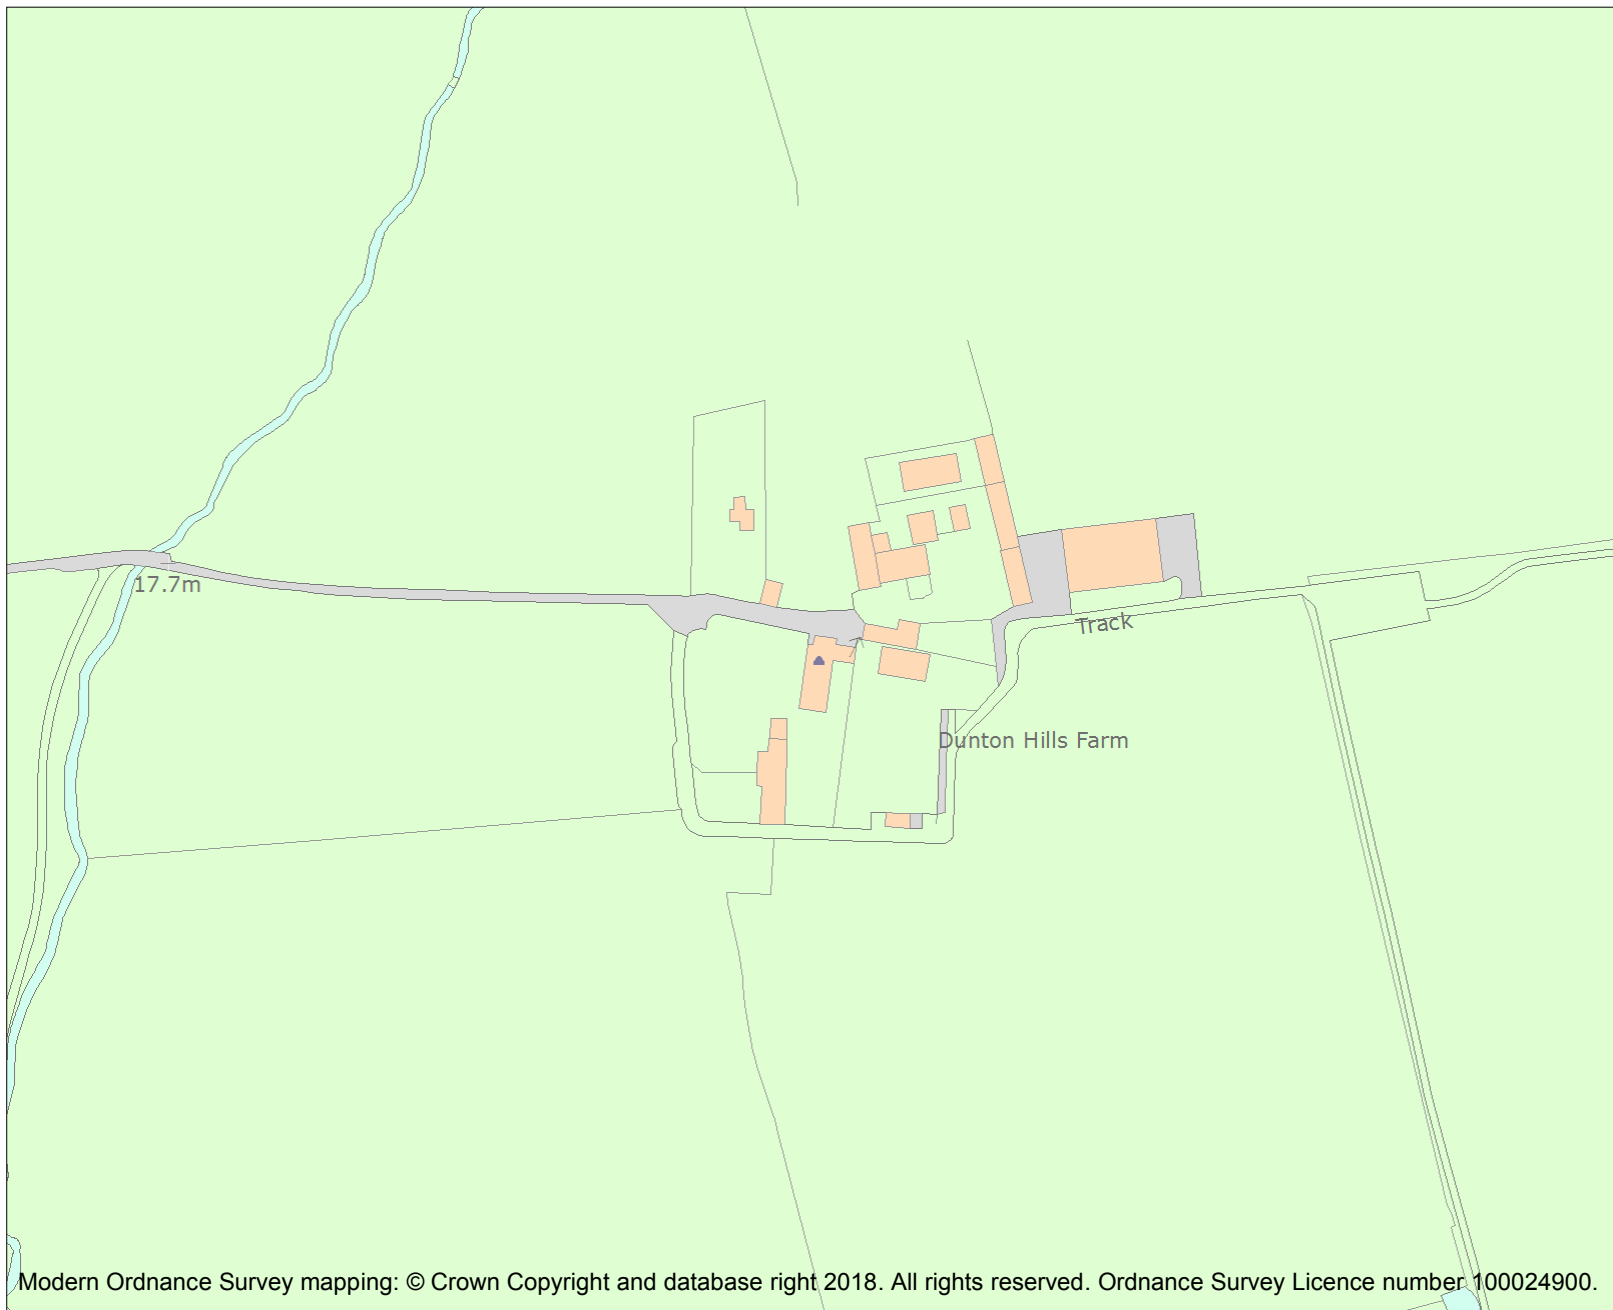 17.7m
Track
Dunton Hills Farm
Modern Ordnance Survey mapping: © Crown Copyright and database right 2018. All rights reserved. Ordnance Survey Licence number 100024900.